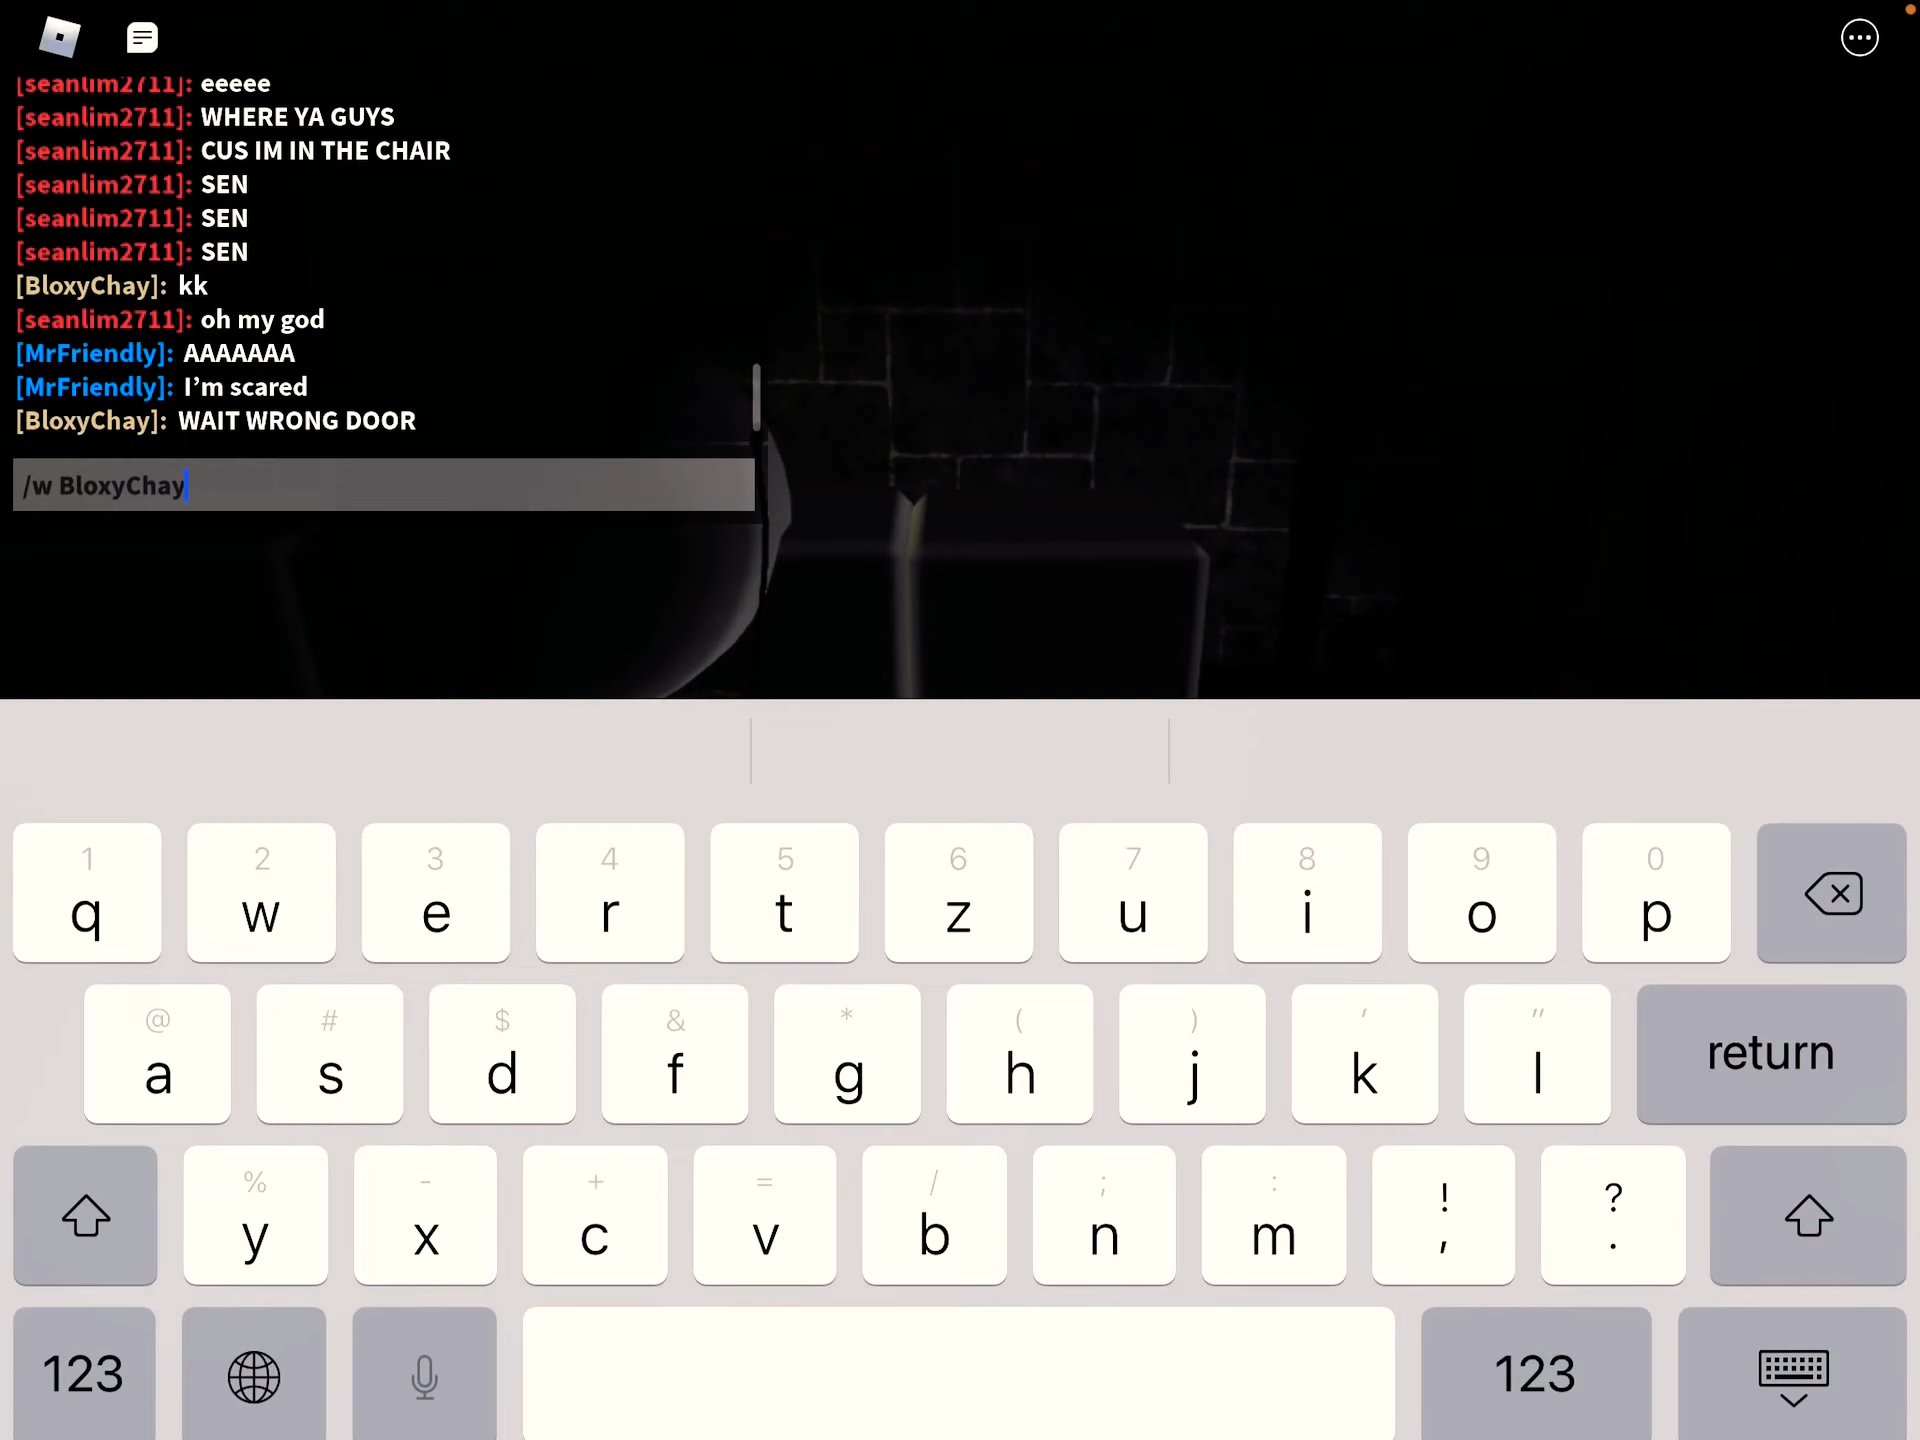 [seanlim2711]: eeeee
[seanlim2711]: WHERE YA GUYS
[seanlim2711]: CUS IM IN THE CHAIR
[seanlim2711]: SEN
[seanlim2711]: SEN
[seanlim2711]: SEN
[BloxyChay]: kk
[seanlim2711]: oh my god
[MrFriendly]: AAAAAAA
[MrFriendly]: I’m scared
[BloxyChay]: WAIT WRONG DOOR
/w BloxyChay
1 2 3 4 5 6 7 8 9 0
q w e r t z u i o p
@ # $ & * ( ) ' "
a s d f g h j k l return
% - + = / ; : ! ?
y x c v b n m , .
123 123